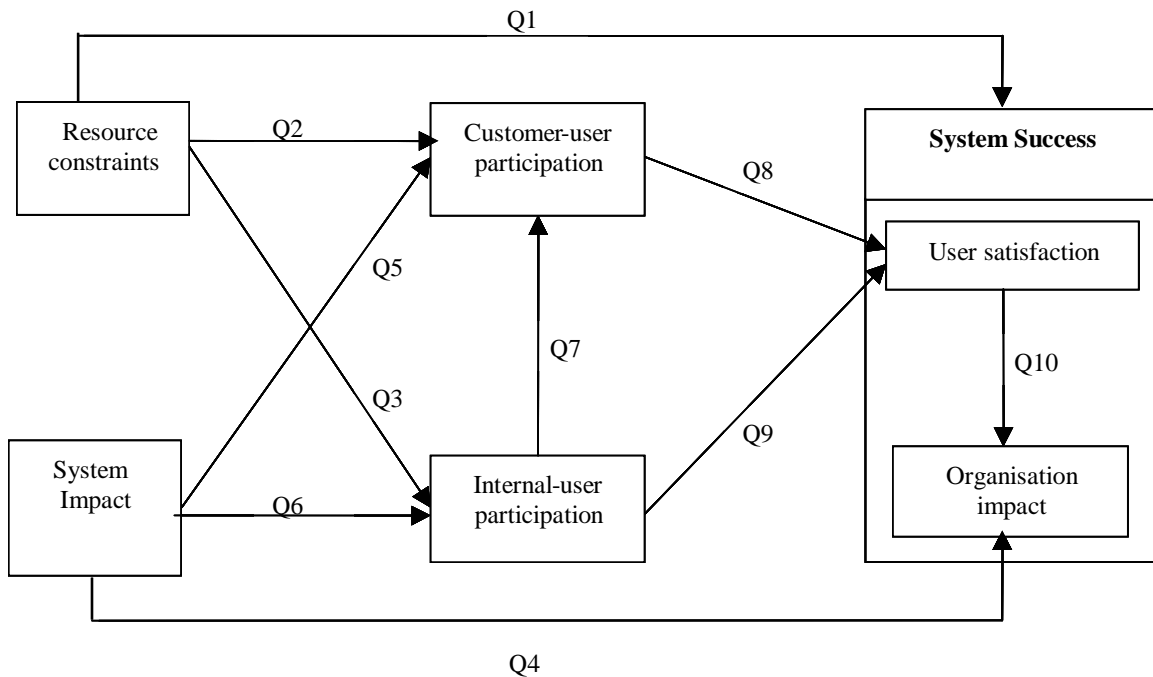 Q1
Resource
constraints
Q2
Customer-user
participation
System Success
Q8
User satisfaction
Q5
Q7
Q10
Q3
Q9
System
Impact
Q6
Internal-user
participation
Organisation
impact
Q4